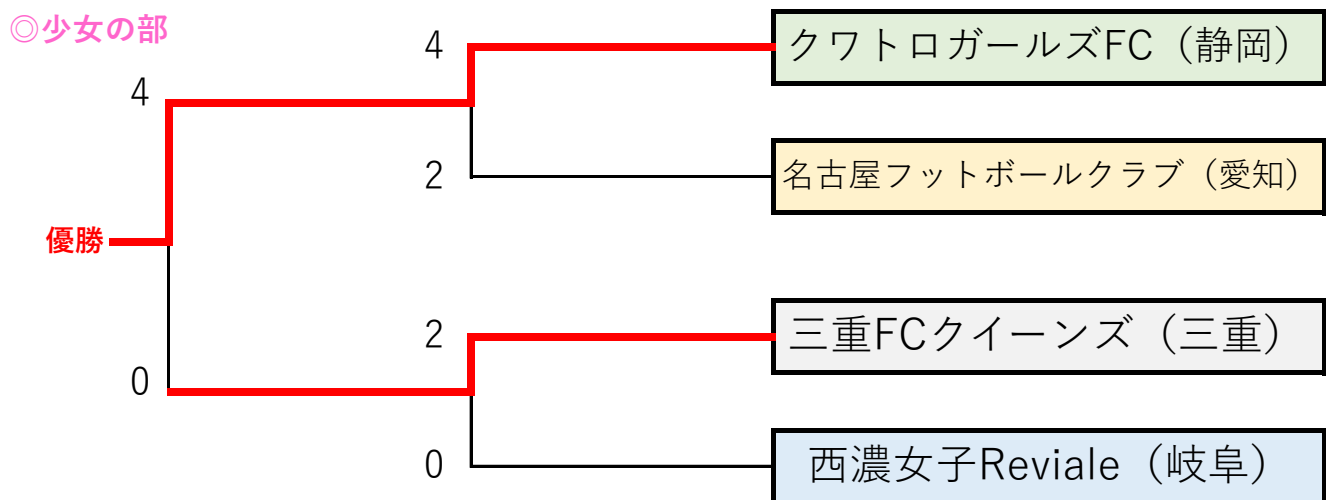 ◎少女の部
4
クワトロガールズFC（静岡）
4
2
名古屋フットボールクラブ（愛知）
優勝
2
三重FCクイーンズ（三重）
0
0
西濃女子Reviale（岐阜）